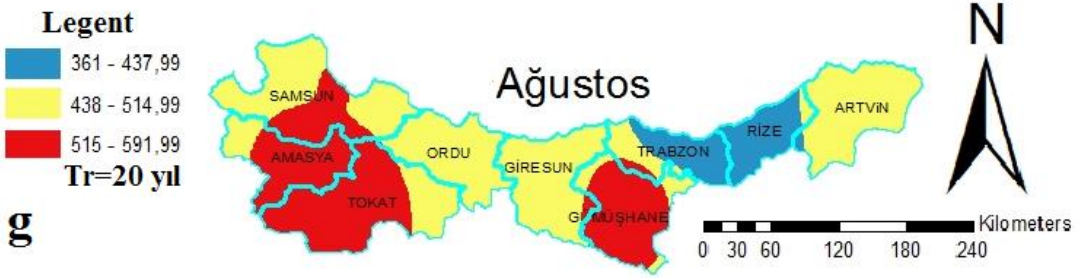 Legent
361 - 437,99
438 - 514,99
515 - 591,99
Tr=20 yıl
g
Ağustos
SAMSUN
AMASYA
TOKAT
ORDU
GİRESUN
GÜMÜŞHANE
TRABZON
RİZE
ARTVİN
N
Kilometers
0 30 60 120 180 240